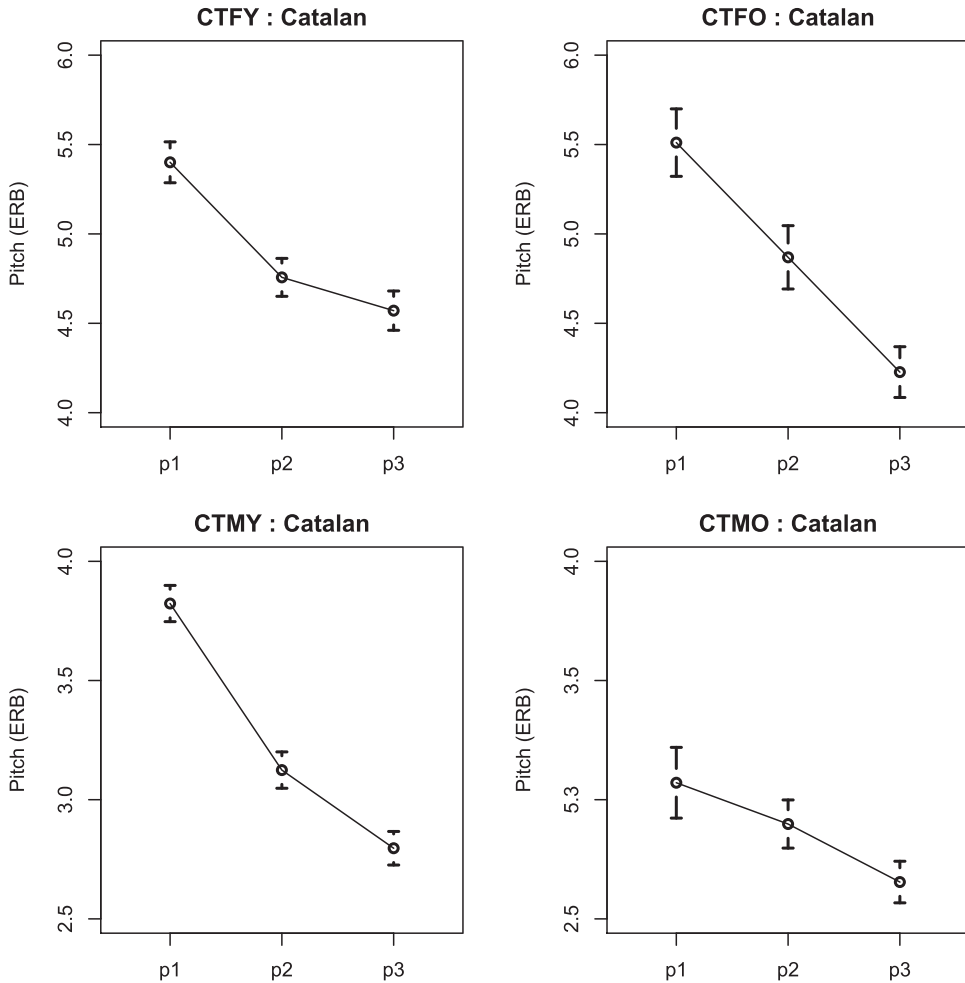 CTFY : Catalan
Pitch (ERB)
6.0
5.5
5.0
4.5
4.0
p1 p2 p3
CTFO : Catalan
Pitch (ERB)
6.0
5.5
5.0
4.5
4.0
p1 p2 p3
CTMY : Catalan
Pitch (ERB)
4.0
3.5
3.0
2.5
p1 p2 p3
CTMO : Catalan
Pitch (ERB)
4.0
3.5
5.3
2.5
p1 p2 p3